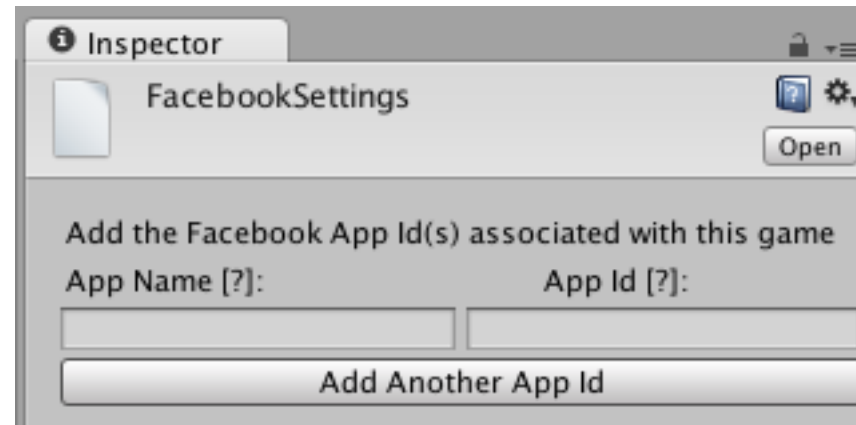 Inspector
FacebookSettings
Open
Add the Facebook App Id(s) associated with this game
App Name [?]: App Id [?]:
Add Another App Id